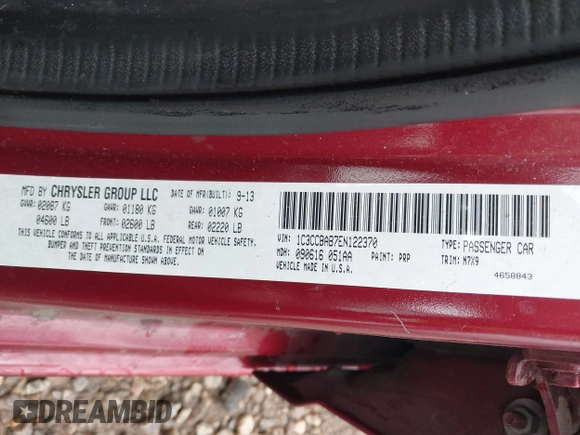 MFD BY CHRYSLER GROUP LLC DATE OF MFR(BUILT): 9-13
GVWR: 02087 KG GAWR: 01180 KG GAWR: 01007 KG
04600 LB FRONT: 02600 LB REAR: 02220 LB
THIS VEHICLE CONFORMS TO ALL APPLICABLE U.S.A. FEDERAL MOTOR VEHICLE SAFETY,
BUMPER AND THEFT PREVENTION STANDARDS IN EFFECT ON
THE DATE OF MANUFACTURE SHOWN ABOVE.
VIN: 1C3CCBAB7EN122370 TYPE: PASSENGER CAR
MDH: 090616 051AA PAINT: PRP TRIM: N7X9
VEHICLE MADE IN U.S.A.
4658843
DREAMBID